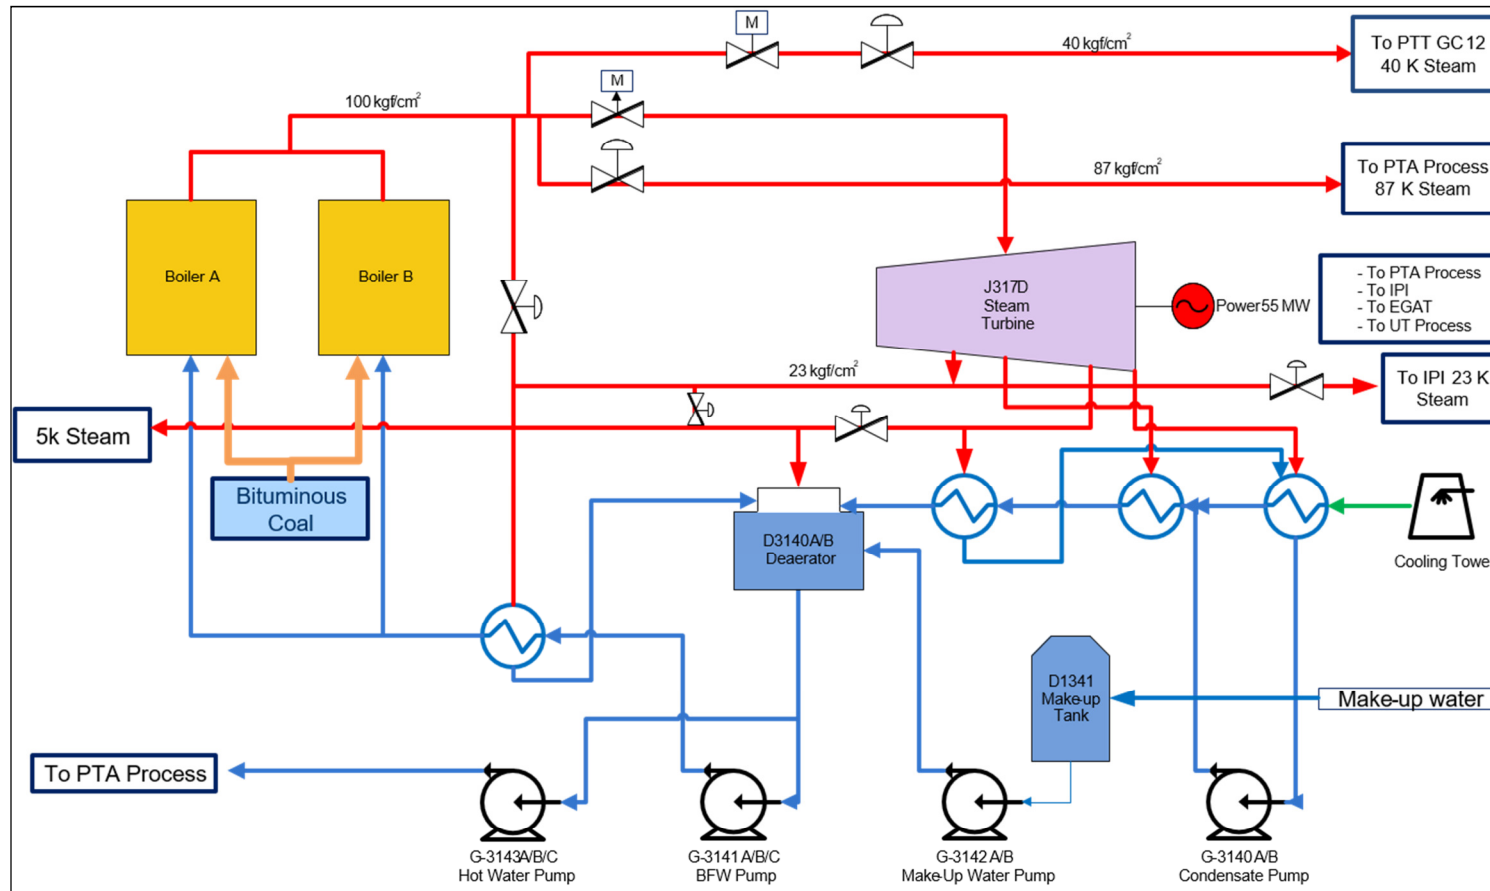 M
40 kgf/cm²
To PTT GC 12
40 K Steam
M
100 kgf/cm²
87 kgf/cm²
To PTA Process
87 K Steam
Boiler A
Boiler B
J317D
Steam
Turbine
Power 55 MW
- To PTA Process
- To IPI
- To EGAT
- To UT Process
23 kgf/cm²
To IPI 23 K
Steam
5k Steam
Bituminous
Coal
D3140A/B
Deaerator
Cooling Towe
D1341
Make-up
Tank
Make-up water
To PTA Process
G-3143A/B/C
Hot Water Pump
G-3141 A/B/C
BFW Pump
G-3142 A/B
Make-Up Water Pump
G-3140 A/B
Condensate Pump